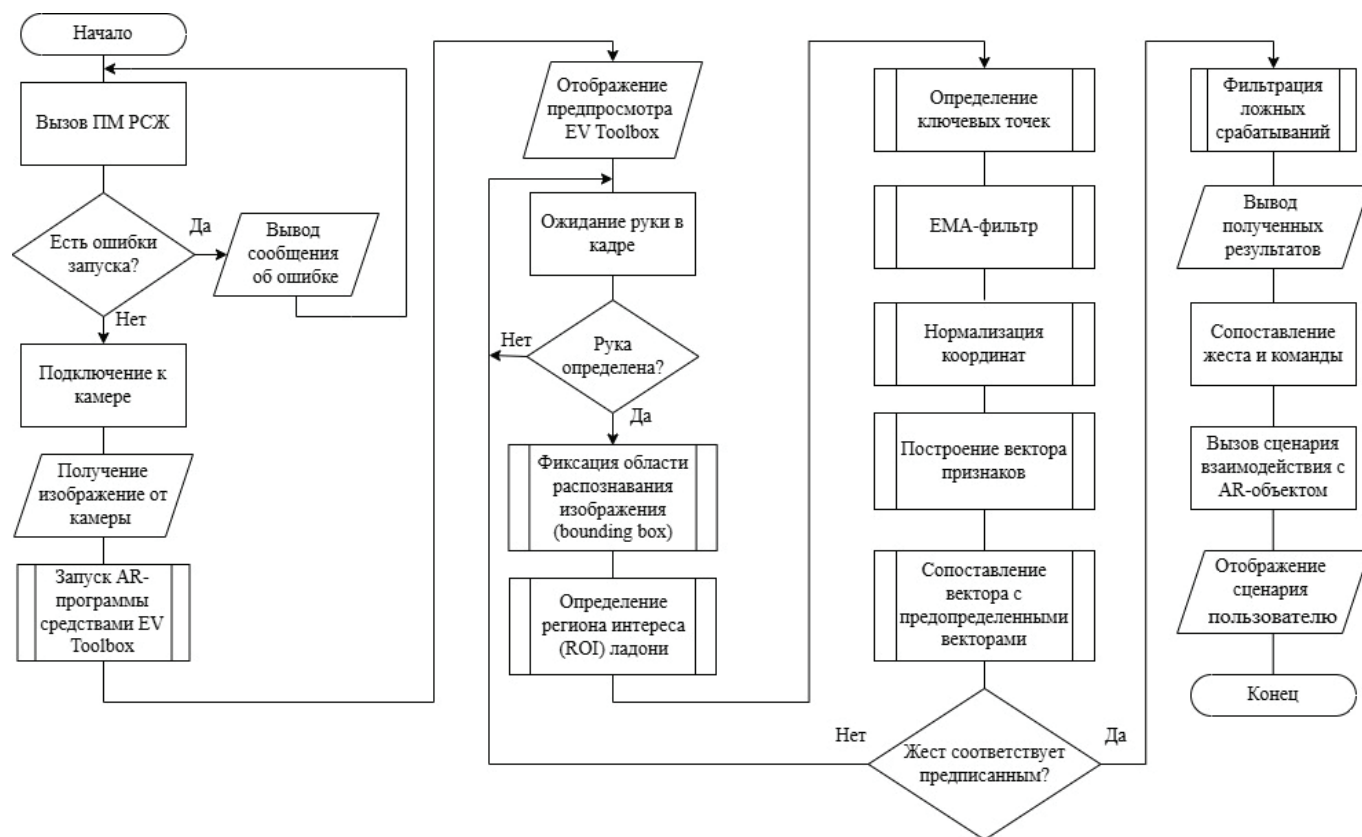 Начало
Вызов ПМ РСЖ
Есть ошибки
запуска?
Да
Вывод
сообщения
об ошибке
Нет
Подключение к
камере
Получение
изображение от
камеры
Запуск AR-
программы
средствами EV
Toolbox
Отображение
предпросмотра
EV Toolbox
Ожидание руки в
кадре
Нет
Рука
определена?
Да
Фиксация области
распознавания
изображения
(bounding box)
Определение
региона интереса
(ROI) ладони
Определение
ключевых точек
EMA-фильтр
Нормализация
координат
Построение вектора
признаков
Сопоставление
вектора с
предопределенными
векторами
Нет
Жест соответствует
предписанным?
Да
Фильтрация
ложных
срабатываний
Вывод
полученных
результатов
Сопоставление
жеста и команды
Вызов сценария
взаимодействия с
AR-объектом
Отображение
сценария
пользователю
Конец